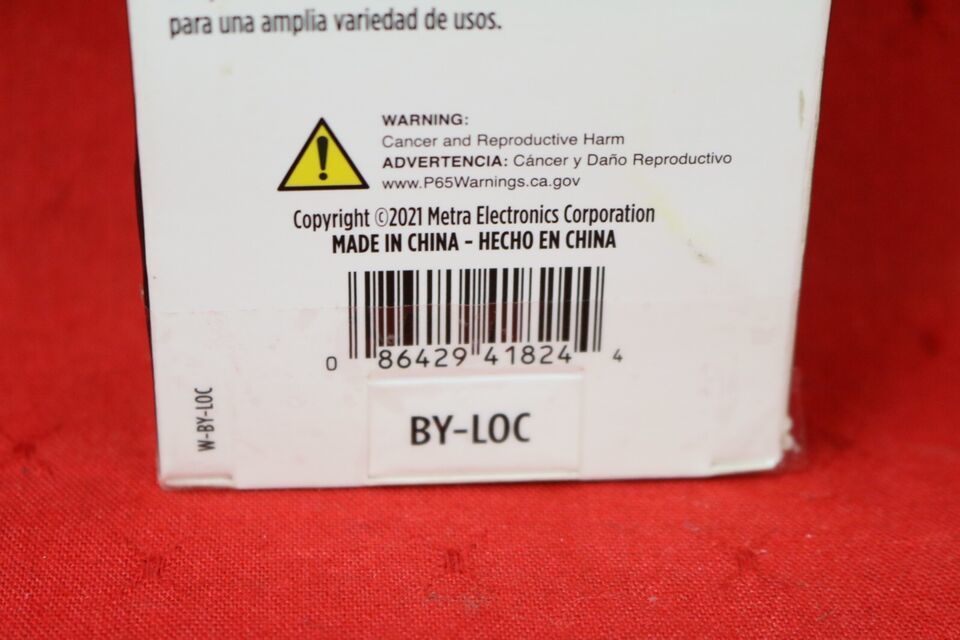 para una amplia variedad de usos.
WARNING:
Cancer and Reproductive Harm
ADVERTENCIA: Cáncer y Daño Reproductivo
www.P65Warnings.ca.gov
Copyright ©2021 Metra Electronics Corporation
MADE IN CHINA - HECHO EN CHINA
0 86429 41824 4
W-BY-LOC
BY-LOC